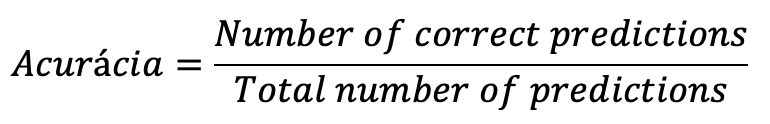 Acurácia = Number of correct predictions
Total number of predictions